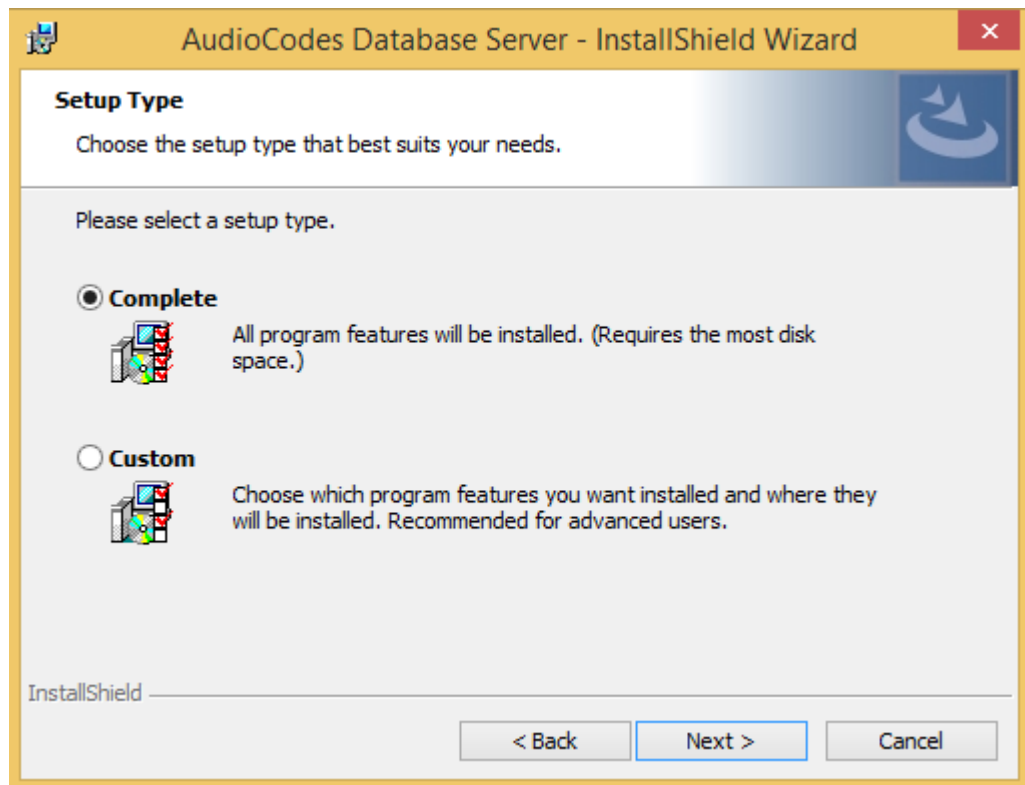 AudioCodes Database Server - InstallShield Wizard
Setup Type
Choose the setup type that best suits your needs.
Please select a setup type.
Complete
All program features will be installed. (Requires the most disk
space.)
Custom
Choose which program features you want installed and where they
will be installed. Recommended for advanced users.
InstallShield
< Back
Next >
Cancel